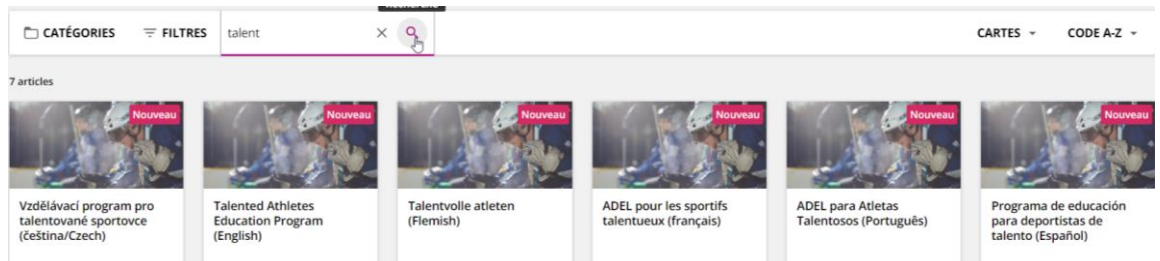 CATÉGORIES
FILTRES
talent
CARTES
CODE A-Z
7 articles
Nouveau
Nouveau
Nouveau
Nouveau
Nouveau
Nouveau
Vzdělávací program pro
talentované sportovce
(čeština/Czech)
Talented Athletes
Education Program
(English)
Talentvolle atleten
(Flemish)
ADEL pour les sportifs
talentueux (français)
ADEL para Atletas
Talentosos (Português)
Programa de educación
para deportistas de
talento (Español)